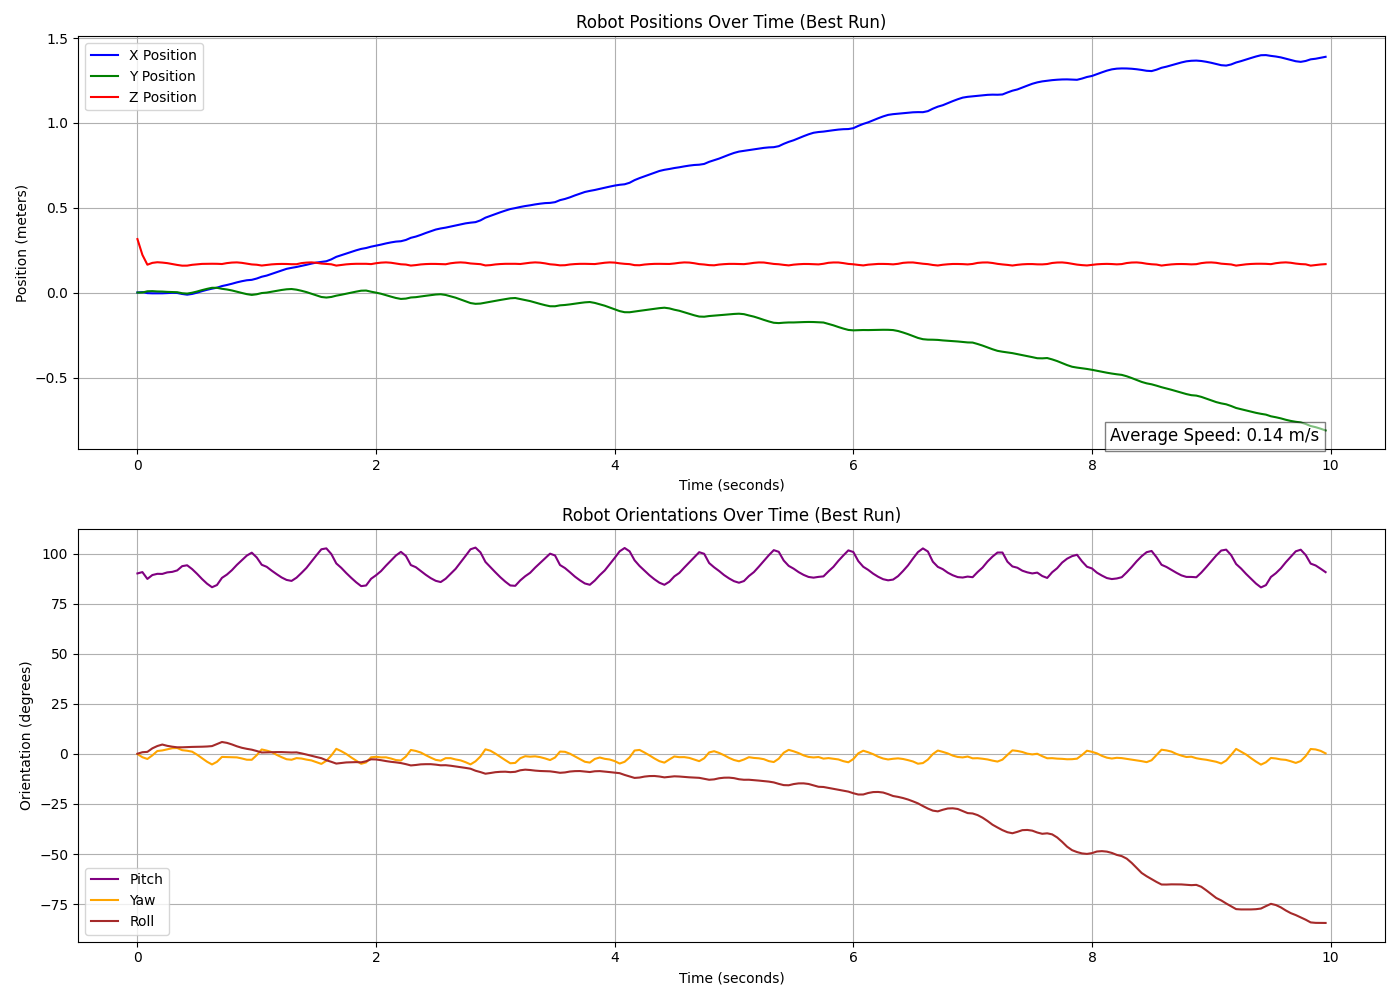 Robot Positions Over Time (Best Run)
Position (meters)
1.5
1.0
0.5
0.0
−0.5
X Position
Y Position
Z Position
Average Speed: 0.14 m/s
0 2 4 6 8 10
Time (seconds)
Robot Orientations Over Time (Best Run)
Orientation (degrees)
100
75
50
25
0
−25
−50
−75
Pitch
Yaw
Roll
0 2 4 6 8 10
Time (seconds)